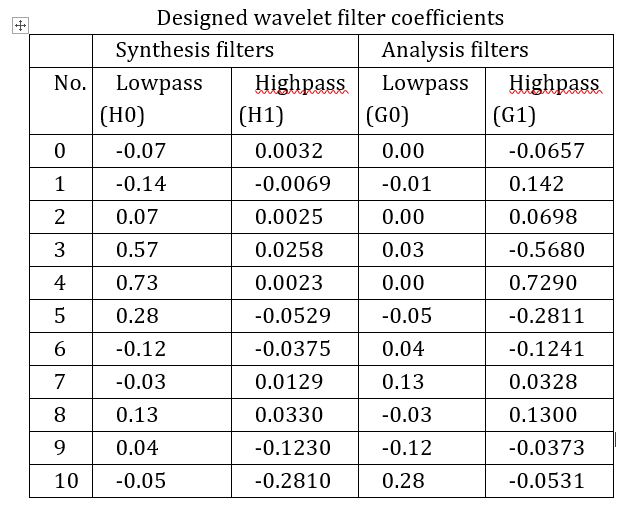 Designed wavelet filter coefficients
Synthesis filters Analysis filters
No. Lowpass (H0) Highpass (H1) Lowpass (G0) Highpass (G1)
0 -0.07 0.0032 0.00 -0.0657
1 -0.14 -0.0069 -0.01 0.142
2 0.07 0.0025 0.00 0.0698
3 0.57 0.0258 0.03 -0.5680
4 0.73 0.0023 0.00 0.7290
5 0.28 -0.0529 -0.05 -0.2811
6 -0.12 -0.0375 0.04 -0.1241
7 -0.03 0.0129 0.13 0.0328
8 0.13 0.0330 -0.03 0.1300
9 0.04 -0.1230 -0.12 -0.0373
10 -0.05 -0.2810 0.28 -0.0531